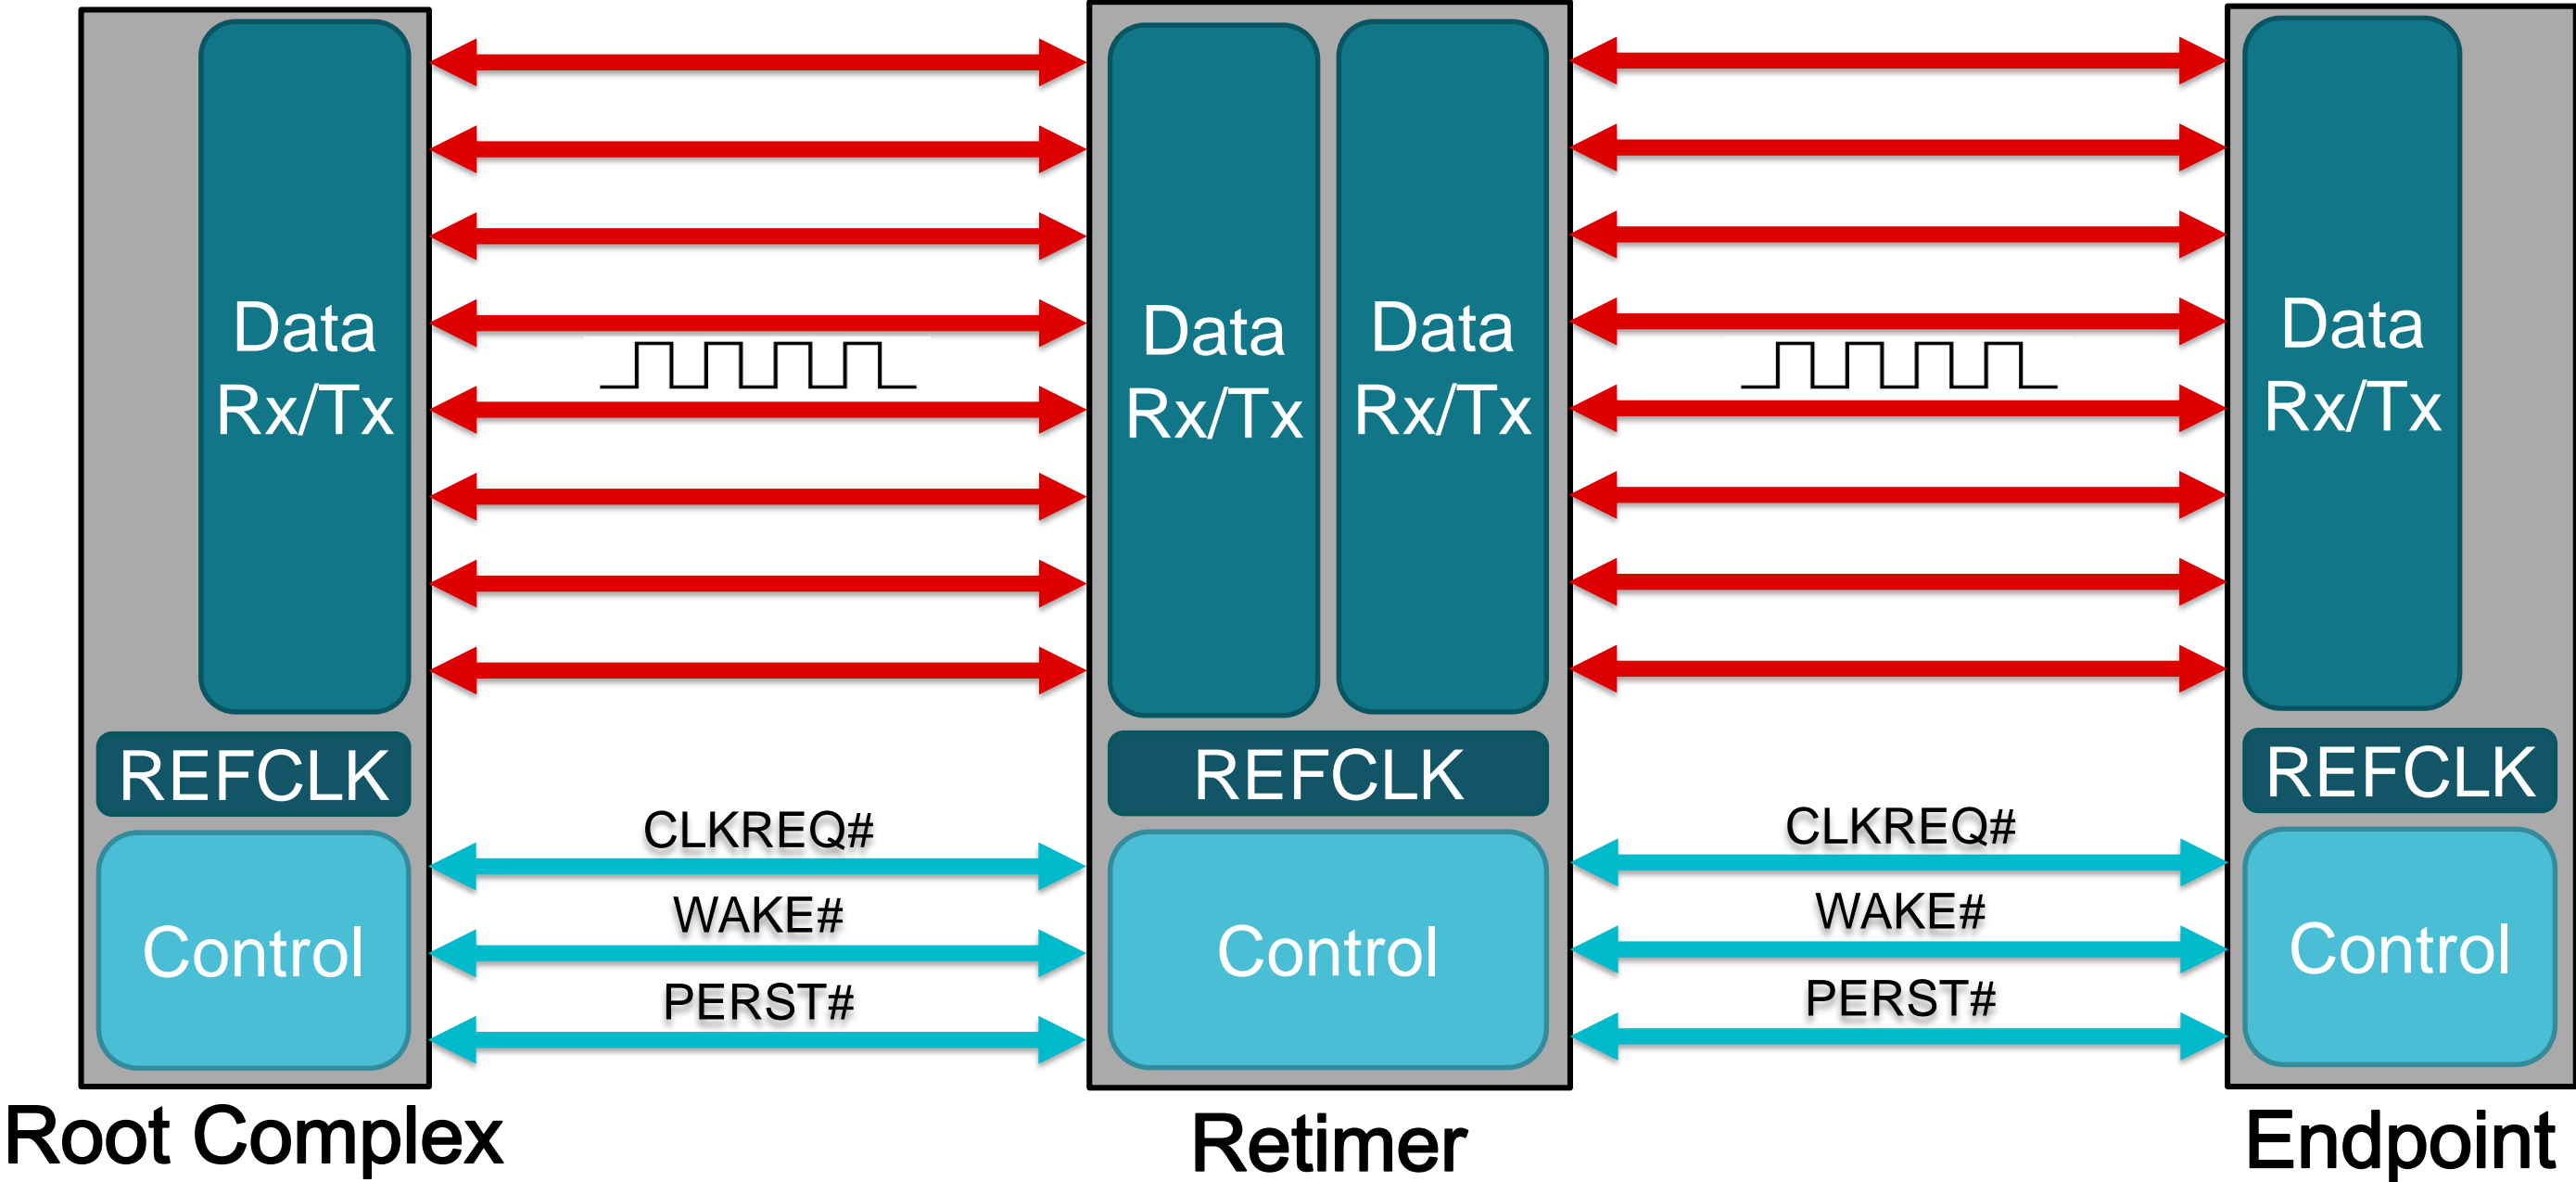 Data
Rx/Tx
REFCLK
Control
Root Complex
CLKREQ#
WAKE#
PERST#
Data
Rx/Tx
Data
Rx/Tx
REFCLK
Control
Retimer
CLKREQ#
WAKE#
PERST#
Data
Rx/Tx
REFCLK
Control
Endpoint